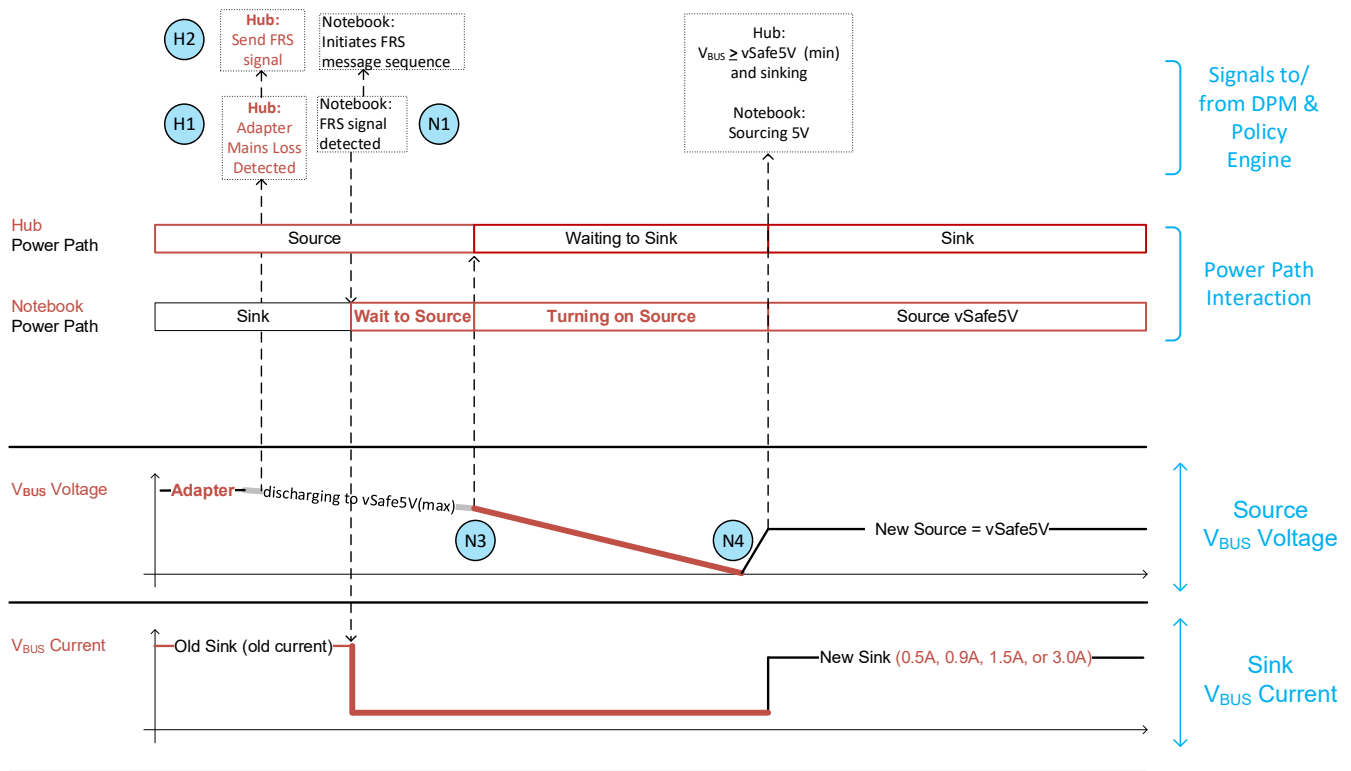 H2
Hub:
Send FRS
signal
Notebook:
Initiates FRS
message sequence
Hub:
VBUS ≥ vSafe5V (min)
and sinking
Notebook:
Sourcing 5V
Signals to/
from DPM &
Policy
Engine
H1
Hub:
Adapter
Mains Loss
Detected
Notebook:
FRS signal
detected
N1
Hub
Power Path
Source
Waiting to Sink
Sink
Power Path
Interaction
Notebook
Power Path
Sink
Wait to Source
Turning on Source
Source vSafe5V
VBUS Voltage
Adapter
discharging to vSafe5V(max)
N3
N4
New Source = vSafe5V
Source
VBUS Voltage
VBUS Current
Old Sink (old current)
New Sink (0.5A, 0.9A, 1.5A, or 3.0A)
Sink
VBUS Current